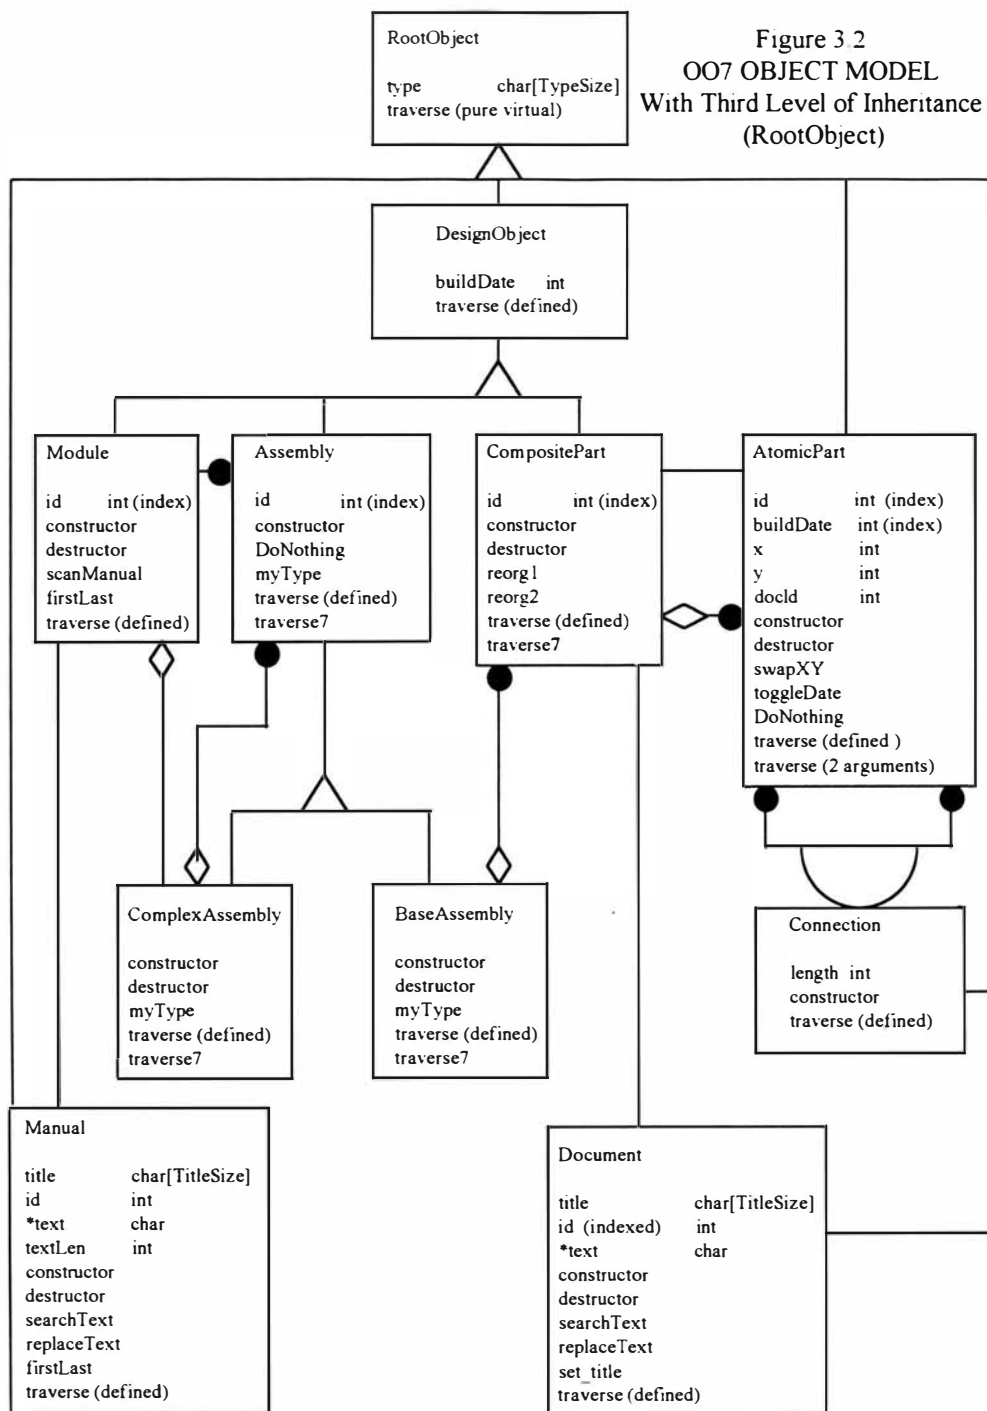 RootObject
type char[TypeSize]
traverse (pure virtual)
Figure 3.2
OO7 OBJECT MODEL
With Third Level of Inheritance
(RootObject)
DesignObject
buildDate int
traverse (defined)
Module
id int (index)
constructor
destructor
scanManual
firstLast
traverse (defined)
Assembly
id int (index)
constructor
DoNothing
myType
traverse (defined)
traverse7
CompositePart
id int (index)
constructor
destructor
reorg1
reorg2
traverse (defined)
traverse7
AtomicPart
id int (index)
buildDate int (index)
x int
y int
docId int
constructor
destructor
swapXY
toggleDate
DoNothing
traverse (defined )
traverse (2 arguments)
ComplexAssembly
constructor
destructor
myType
traverse (defined)
traverse7
BaseAssembly
constructor
destructor
myType
traverse (defined)
traverse7
Connection
length int
constructor
traverse (defined)
Manual
title char[TitleSize]
id int
*text char
textLen int
constructor
destructor
searchText
replaceText
firstLast
traverse (defined)
Document
title char[TitleSize]
id (indexed) int
*text char
constructor
destructor
searchText
replaceText
set_title
traverse (defined)